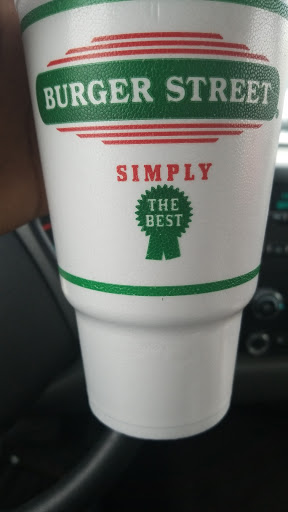 BURGER STREET
SIMPLY
THE
BEST